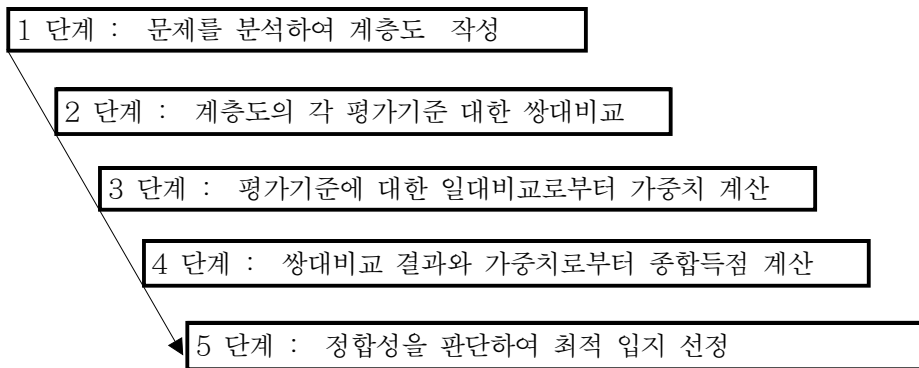 1 단계 : 문제를 분석하여 계층도 작성
2 단계 : 계층도의 각 평가기준 대한 쌍대비교
3 단계 : 평가기준에 대한 일대비교로부터 가중치 계산
4 단계 : 쌍대비교 결과와 가중치로부터 종합득점 계산
5 단계 : 정합성을 판단하여 최적 입지 선정